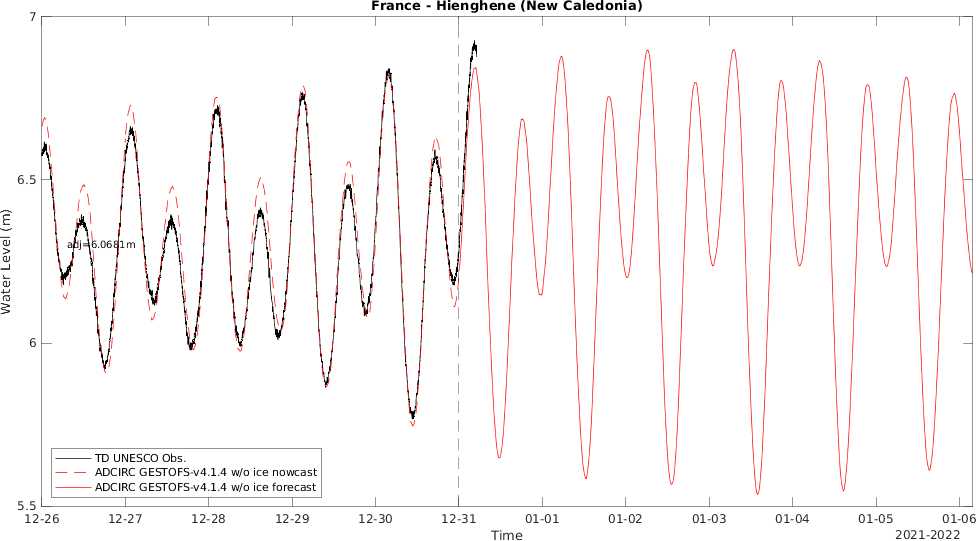 France - Hienghene (New Caledonia)
7
6.5
6
5.5
Water Level (m)
adj=6.0681m
TD UNESCO Obs.
ADCIRC GESTOFS-v4.1.4 w/o ice nowcast
ADCIRC GESTOFS-v4.1.4 w/o ice forecast
12-26 12-27 12-28 12-29 12-30 12-31 01-01 01-02 01-03 01-04 01-05 01-06
Time
2021-2022